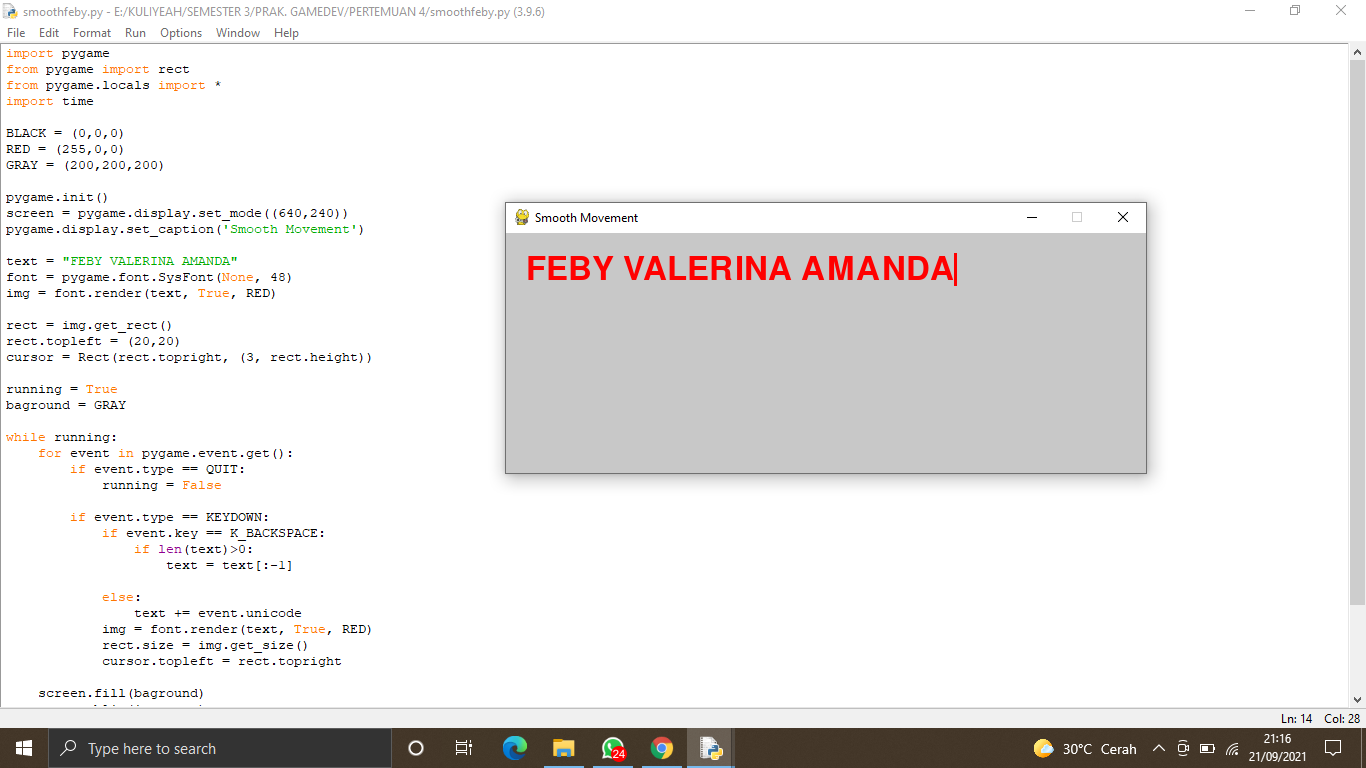 smoothfeby.py - E:/KULIYEAH/SEMESTER 3/PRAK. GAMEDEV/PERTEMUAN 4/smoothfeby.py (3.9.6)
File Edit Format Run Options Window Help
import pygame
from pygame import rect
from pygame.locals import *
import time
BLACK = (0,0,0)
RED = (255,0,0)
GRAY = (200,200,200)
pygame.init()
screen = pygame.display.set_mode((640,240))
pygame.display.set_caption('Smooth Movement')
text = "FEBY VALERINA AMANDA"
font = pygame.font.SysFont(None, 48)
img = font.render(text, True, RED)
rect = img.get_rect()
rect.topleft = (20,20)
cursor = Rect(rect.topright, (3, rect.height))
running = True
baground = GRAY
while running:
    for event in pygame.event.get():
        if event.type == QUIT:
            running = False
        if event.type == KEYDOWN:
            if event.key == K_BACKSPACE:
                if len(text)>0:
                    text = text[:-1]
            else:
                text += event.unicode
            img = font.render(text, True, RED)
            rect.size = img.get_size()
            cursor.topleft = rect.topright
    screen.fill(baground)
Smooth Movement
FEBY VALERINA AMANDA
Ln: 14 Col: 28
Type here to search
24
30°C Cerah
21:16
21/09/2021